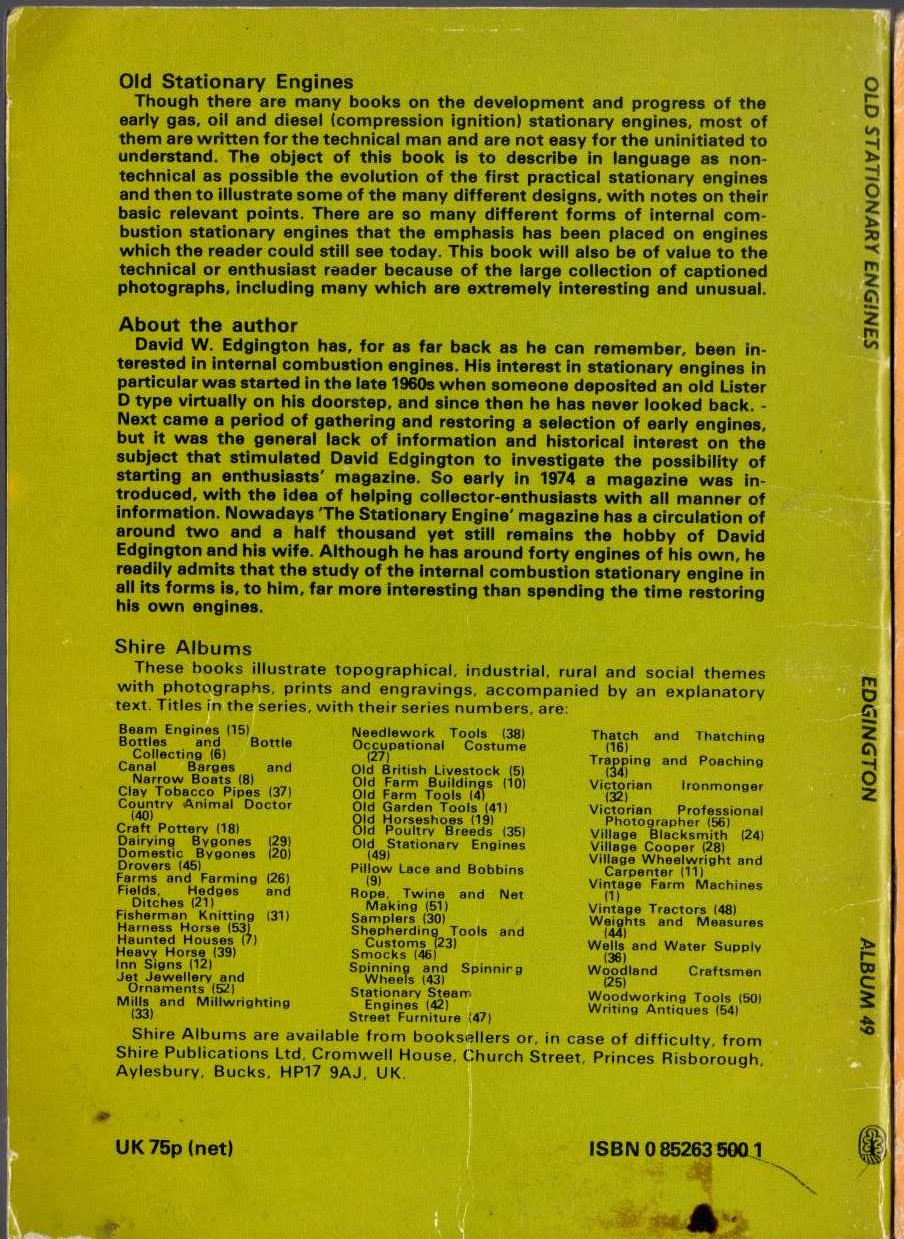 Old Stationary Engines
Though there are many books on the development and progress of the
early gas, oil and diesel (compression ignition) stationary engines, most of
them are written for the technical man and are not easy for the uninitiated to
understand. The object of this book is to describe in language as non-
technical as possible the evolution of the first practical stationary engines
and then to illustrate some of the many different designs, with notes on their
basic relevant points. There are so many different forms of internal com-
bustion stationary engines that the emphasis has been placed on engines
which the reader could still see today. This book will also be of value to the
technical or enthusiast reader because of the large collection of captioned
photographs, including many which are extremely interesting and unusual.
About the author
David W. Edgington has, for as far back as he can remember, been in-
terested in internal combustion engines. His interest in stationary engines in
particular was started in the late 1960s when someone deposited an old Lister
D type virtually on his doorstep, and since then he has never looked back. -
Next came a period of gathering and restoring a selection of early engines,
but it was the general lack of information and historical interest on the
subject that stimulated David Edgington to investigate the possibility of
starting an enthusiasts' magazine. So early in 1974 a magazine was in-
troduced, with the idea of helping collector-enthusiasts with all manner of
information. Nowadays 'The Stationary Engine' magazine has a circulation of
around two and a half thousand yet still remains the hobby of David
Edgington and his wife. Although he has around forty engines of his own, he
readily admits that the study of the internal combustion stationary engine in
all its forms is, to him, far more interesting than spending the time restoring
his own engines.
Shire Albums
These books illustrate topographical, industrial, rural and social themes
with photographs, prints and engravings, accompanied by an explanatory
text. Titles in the series, with their series numbers, are:
Beam Engines (15)
Bottles and Bottle
Collecting (6)
Canal Barges and
Narrow Boats (8)
Clay Tobacco Pipes (37)
Country Animal Doctor
(40)
Craft Pottery (18)
Dairying Bygones (29)
Domestic Bygones (20)
Drovers (45)
Farms and Farming (26)
Fields, Hedges and
Ditches (21)
Fisherman Knitting (31)
Harness Horse (53)
Haunted Houses (7)
Heavy Horse (39)
Inn Signs (12)
Jet Jewellery and
Ornaments (52)
Mills and Millwrighting
(33)
Needlework Tools (38)
Occupational Costume
(27)
Old British Livestock (5)
Old Farm Buildings (10)
Old Farm Tools (4)
Old Garden Tools (41)
Old Horseshoes (19)
Old Poultry Breeds (35)
Old Stationary Engines
(49)
Pillow Lace and Bobbins
(9)
Rope, Twine and Net
Making (51)
Samplers (30)
Shepherding Tools and
Customs (23)
Smocks (46)
Spinning and Spinning
Wheels (43)
Stationary Steam
Engines (42)
Street Furniture (47)
Thatch and Thatching
(16)
Trapping and Poaching
(34)
Victorian Ironmonger
(32)
Victorian Professional
Photographer (56)
Village Blacksmith (24)
Village Cooper (28)
Village Wheelwright and
Carpenter (11)
Vintage Farm Machines
(1)
Vintage Tractors (48)
Weights and Measures
(44)
Wells and Water Supply
(36)
Woodland Craftsmen
(25)
Woodworking Tools (50)
Writing Antiques (54)
Shire Albums are available from booksellers or, in case of difficulty, from
Shire Publications Ltd, Cromwell House, Church Street, Princes Risborough,
Aylesbury, Bucks, HP17 9AJ, UK.
UK 75p (net)
ISBN 0 85263 500 1
OLD STATIONARY ENGINES
EDGINGTON
ALBUM 49